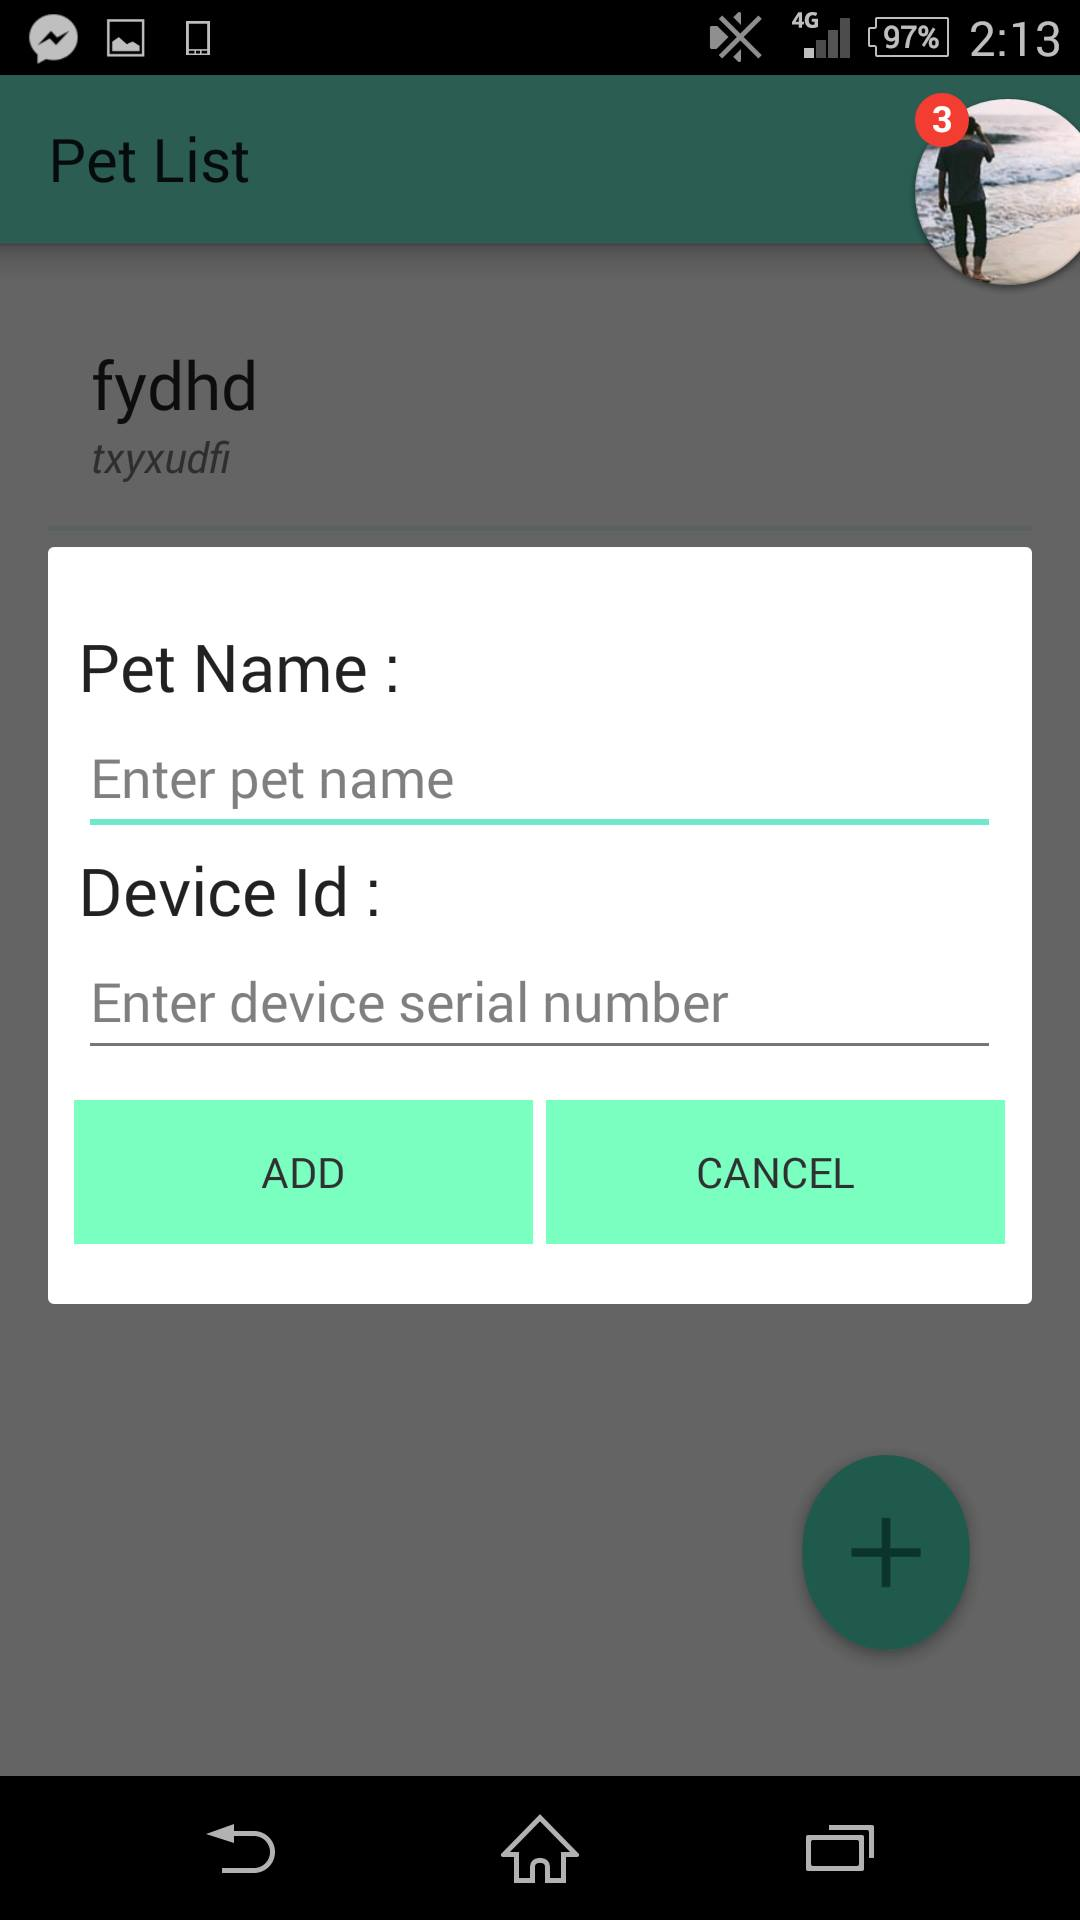 4G 97% 2:13
Pet List
3
fydhd
txyxudfi
Pet Name :
Enter pet name
Device Id :
Enter device serial number
ADD CANCEL